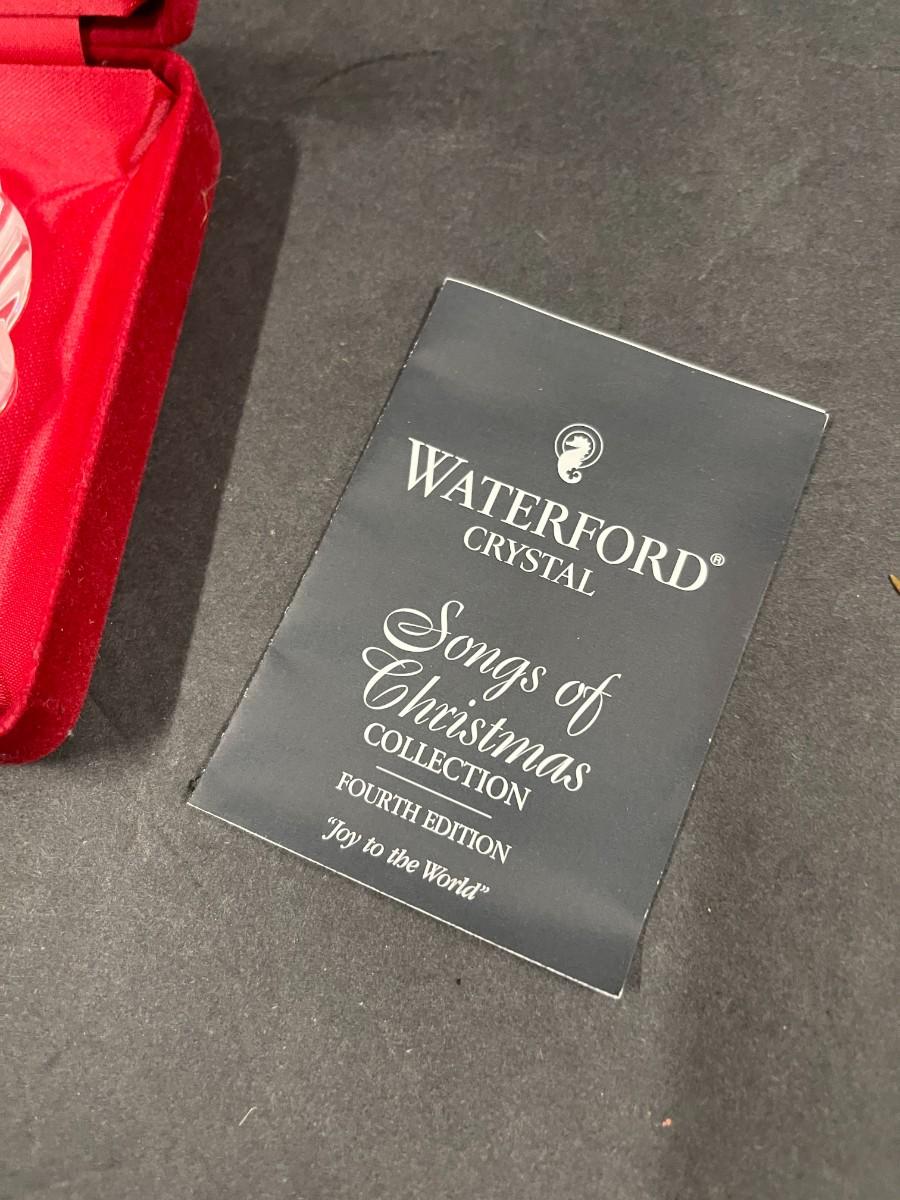 WATERFORD®
CRYSTAL
Songs of
Christmas
COLLECTION
FOURTH EDITION
"Joy to the World"